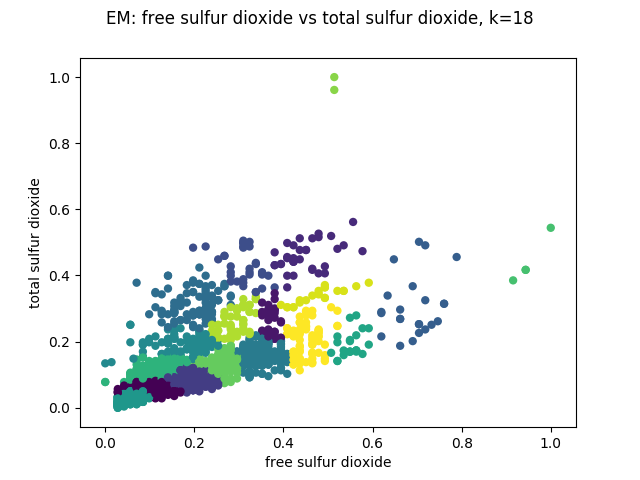 EM: free sulfur dioxide vs total sulfur dioxide, k=18
1.0
0.8
0.6
0.4
0.2
0.0
total sulfur dioxide
0.0 0.2 0.4 0.6 0.8 1.0
free sulfur dioxide